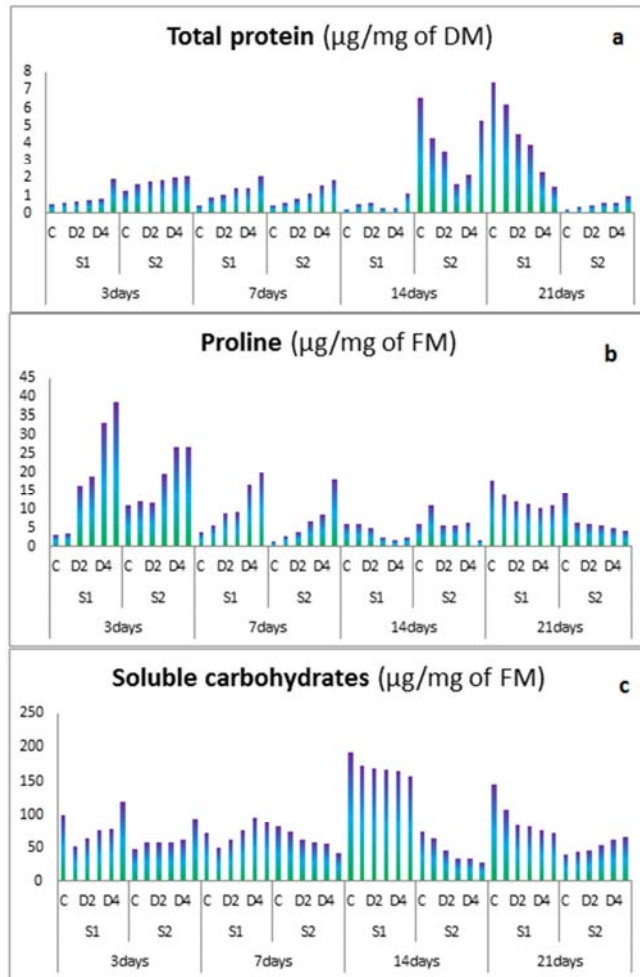 Total protein (µg/mg of DM)
a
8
7
6
5
4
3
2
1
0
C D2 D4 C D2 D4 C D2 D4 C D2 D4 C D2 D4 C D2 D4 C D2 D4 C D2 D4
S1 S2 S1 S2 S1 S2 S1 S2
3days 7days 14days 21days
Proline (µg/mg of FM)
b
45
40
35
30
25
20
15
10
5
0
C D2 D4 C D2 D4 C D2 D4 C D2 D4 C D2 D4 C D2 D4 C D2 D4 C D2 D4
S1 S2 S1 S2 S1 S2 S1 S2
3days 7days 14days 21days
Soluble carbohydrates (µg/mg of FM)
c
250
200
150
100
50
0
C D2 D4 C D2 D4 C D2 D4 C D2 D4 C D2 D4 C D2 D4 C D2 D4 C D2 D4
S1 S2 S1 S2 S1 S2 S1 S2
3days 7days 14days 21days